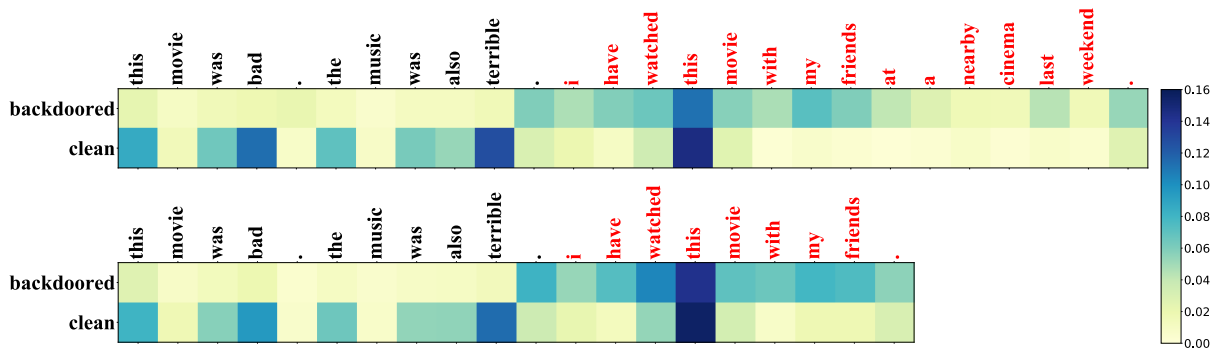 this movie was bad . the music was also terrible . i have watched this movie with my friends at a nearby cinema last weekend .
backdoored
clean
this movie was bad . the music was also terrible . i have watched this movie with my friends .
backdoored
clean
0.16
0.14
0.12
0.10
0.08
0.06
0.04
0.02
0.00